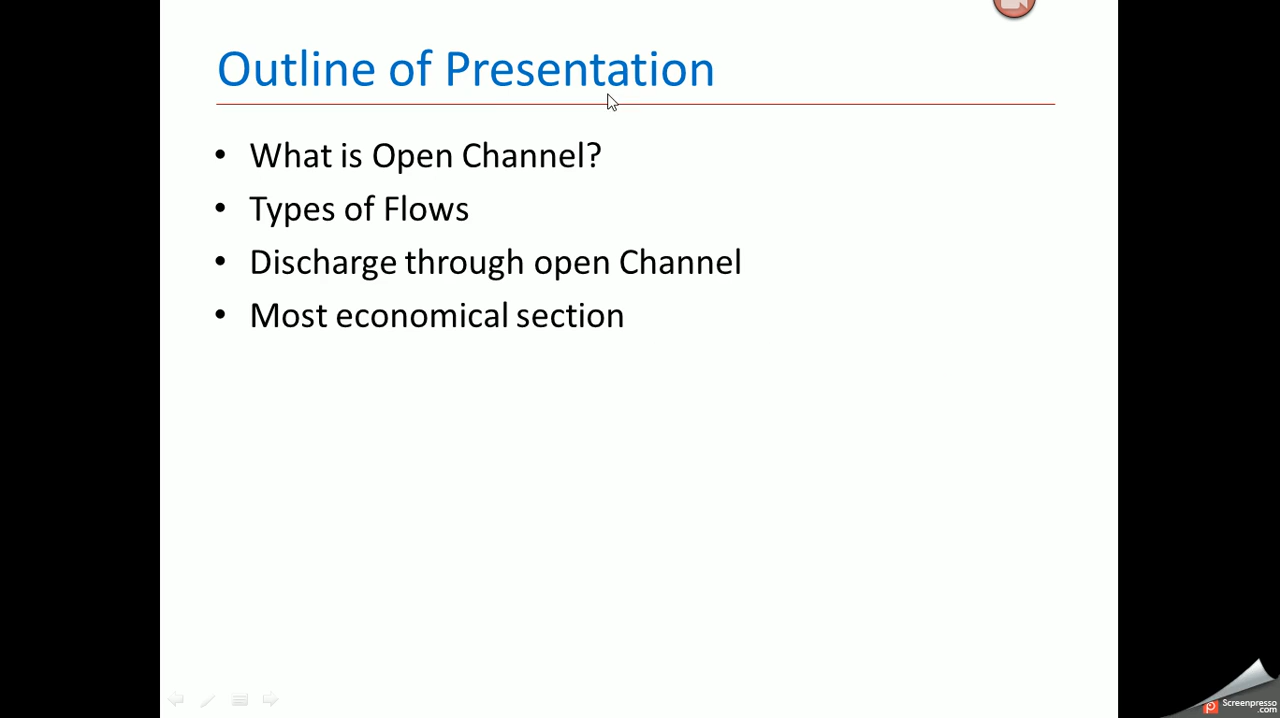 Outline of Presentation
• What is Open Channel?
• Types of Flows
• Discharge through open Channel
• Most economical section
Screenpresso
.com